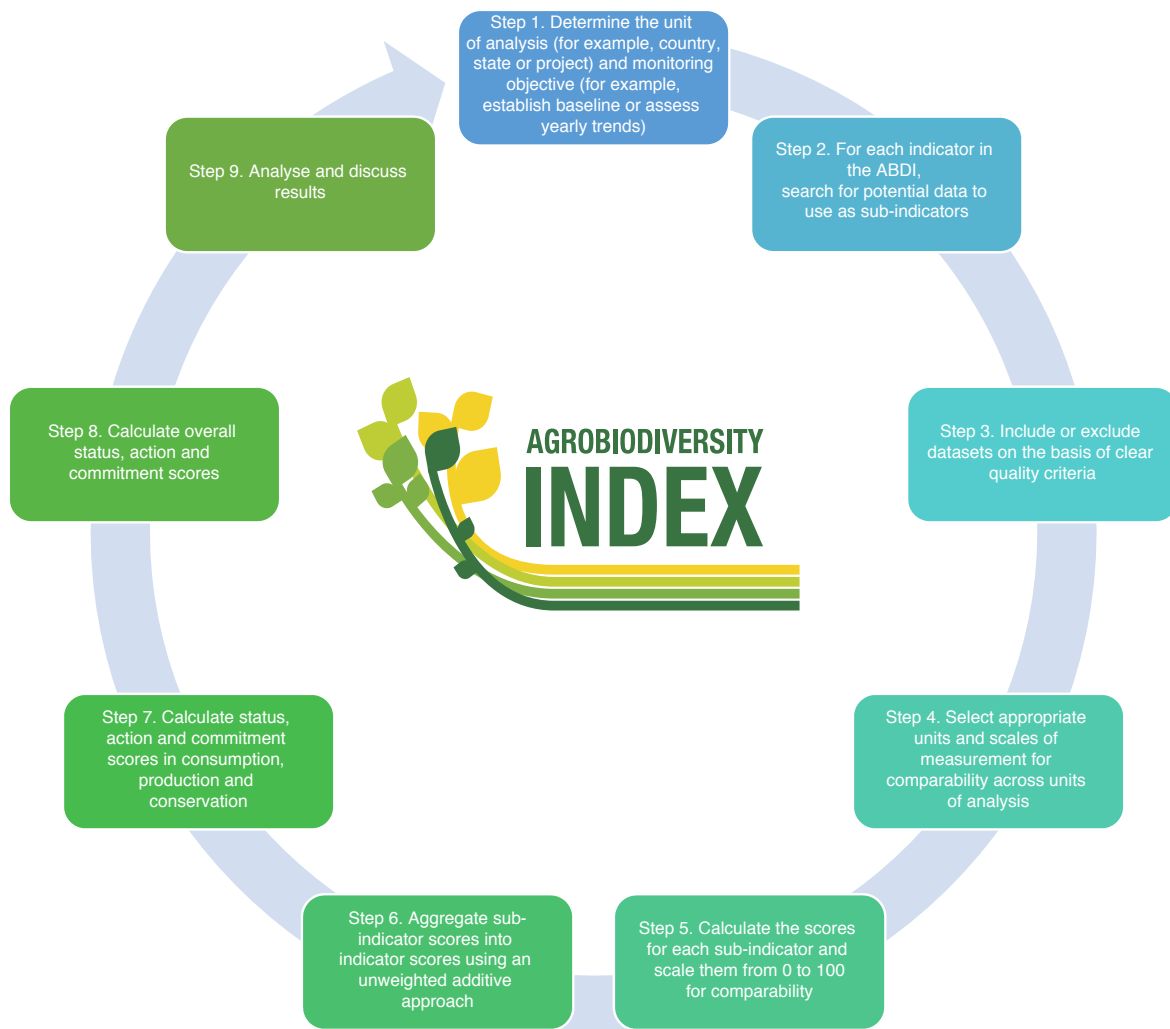 Step 1. Determine the unit
of analysis (for example, country,
state or project) and monitoring
objective (for example,
establish baseline or assess
yearly trends)
Step 2. For each indicator in
the ABDI,
search for potential data to
use as sub-indicators
Step 3. Include or exclude
datasets on the basis of clear
quality criteria
Step 4. Select appropriate
units and scales of
measurement for
comparability across units
of analysis
Step 5. Calculate the scores
for each sub-indicator and
scale them from 0 to 100
for comparability
Step 6. Aggregate sub-
indicator scores into
indicator scores using an
unweighted additive
approach
Step 7. Calculate status,
action and commitment
scores in consumption,
production and
conservation
Step 8. Calculate overall
status, action and
commitment scores
Step 9. Analyse and discuss
results
AGROBIODIVERSITY
INDEX